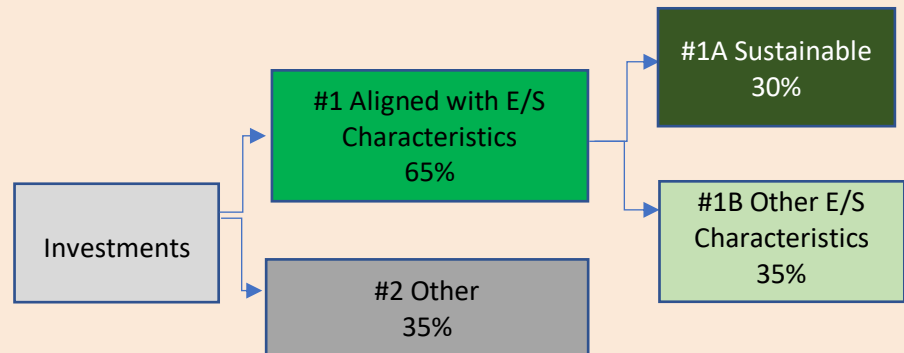 Investments
#1 Aligned with E/S
Characteristics
65%
#2 Other
35%
#1A Sustainable
30%
#1B Other E/S
Characteristics
35%